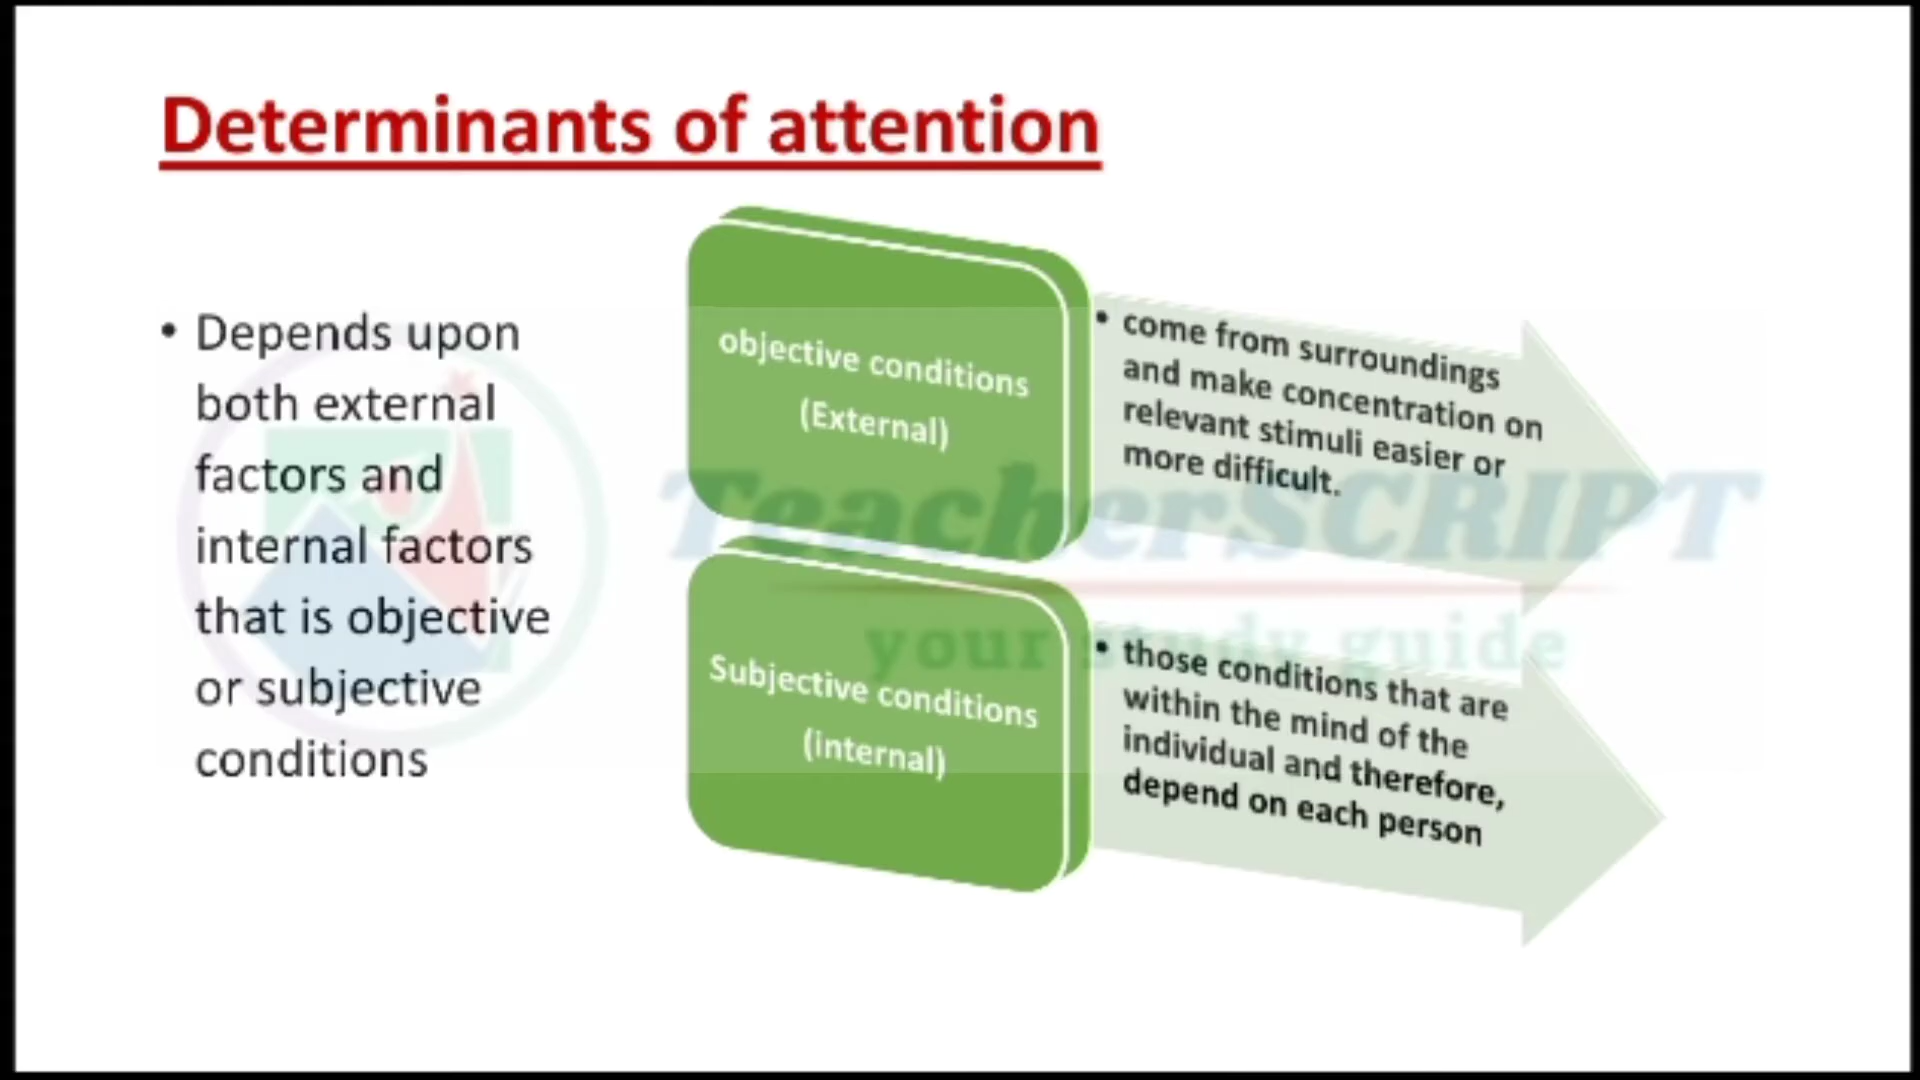 Determinants of attention
• Depends upon
both external
factors and
internal factors
that is objective
or subjective
conditions
objective conditions
(External)
• come from surroundings
and make concentration on
relevant stimuli easier or
more difficult.
Subjective conditions
(internal)
• those conditions that are
within the mind of the
individual and therefore,
depend on each person
TeacherSCRIPT
your study guide